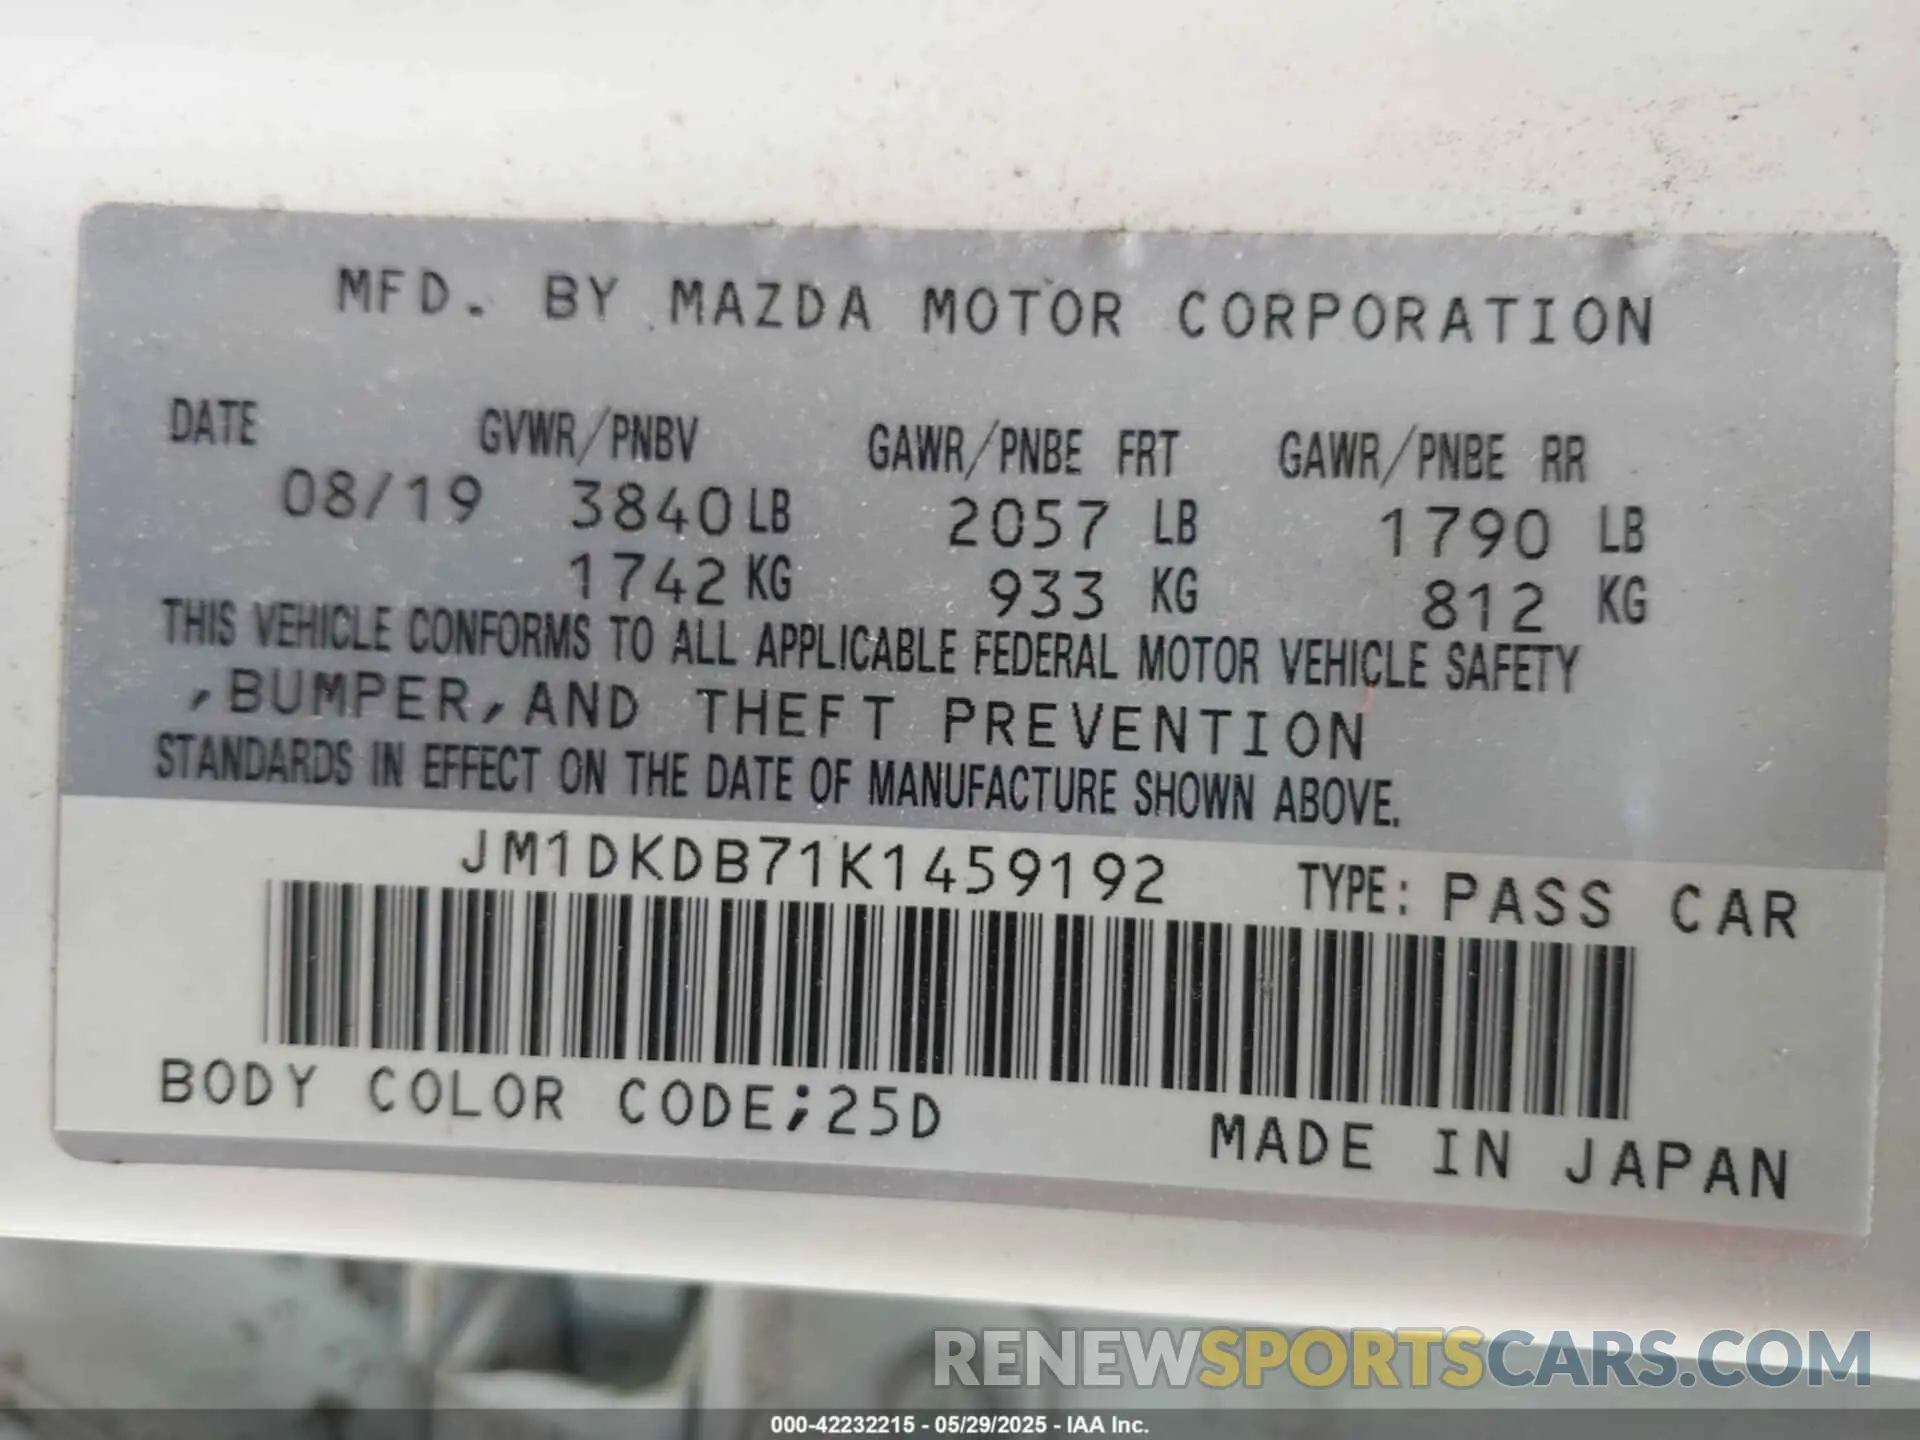 MFD. BY MAZDA MOTOR CORPORATION
DATE GVWR/PNBV GAWR/PNBE FRT GAWR/PNBE RR
08/19 3840 LB 2057 LB 1790 LB
1742 KG 933 KG 812 KG
THIS VEHICLE CONFORMS TO ALL APPLICABLE FEDERAL MOTOR VEHICLE SAFETY
,BUMPER,AND THEFT PREVENTION
STANDARDS IN EFFECT ON THE DATE OF MANUFACTURE SHOWN ABOVE.
JM1DKDB71K1459192 TYPE: PASS CAR
BODY COLOR CODE;25D
MADE IN JAPAN
RENEWSPORTSCARS.COM
000-42232215 - 05/29/2025 - IAA Inc.